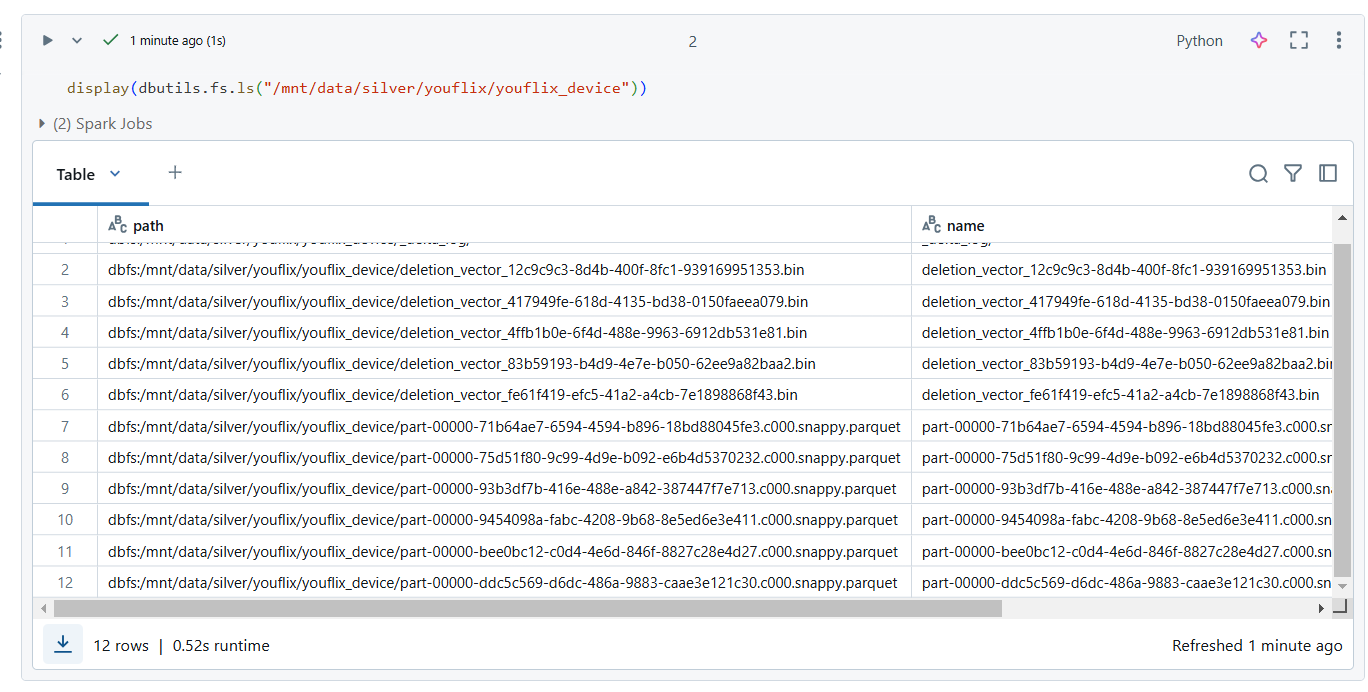 1 minute ago (1s)
2
Python
display(dbutils.fs.ls("/mnt/data/silver/youflix/youflix_device"))
(2) Spark Jobs
Table
path name
dbfs:/mnt/data/silver/youflix/youflix_device/_delta_log/ _delta_log/
2 dbfs:/mnt/data/silver/youflix/youflix_device/deletion_vector_12c9c9c3-8d4b-400f-8fc1-939169951353.bin deletion_vector_12c9c9c3-8d4b-400f-8fc1-939169951353.bin
3 dbfs:/mnt/data/silver/youflix/youflix_device/deletion_vector_417949fe-618d-4135-bd38-0150faeea079.bin deletion_vector_417949fe-618d-4135-bd38-0150faeea079.bin
4 dbfs:/mnt/data/silver/youflix/youflix_device/deletion_vector_4ffb1b0e-6f4d-488e-9963-6912db531e81.bin deletion_vector_4ffb1b0e-6f4d-488e-9963-6912db531e81.bin
5 dbfs:/mnt/data/silver/youflix/youflix_device/deletion_vector_83b59193-b4d9-4e7e-b050-62ee9a82baa2.bin deletion_vector_83b59193-b4d9-4e7e-b050-62ee9a82baa2.bi
6 dbfs:/mnt/data/silver/youflix/youflix_device/deletion_vector_fe61f419-efc5-41a2-a4cb-7e1898868f43.bin deletion_vector_fe61f419-efc5-41a2-a4cb-7e1898868f43.bin
7 dbfs:/mnt/data/silver/youflix/youflix_device/part-00000-71b64ae7-6594-4594-b896-18bd88045fe3.c000.snappy.parquet part-00000-71b64ae7-6594-4594-b896-18bd88045fe3.c000.sr
8 dbfs:/mnt/data/silver/youflix/youflix_device/part-00000-75d51f80-9c99-4d9e-b092-e6b4d5370232.c000.snappy.parquet part-00000-75d51f80-9c99-4d9e-b092-e6b4d5370232.c000.sr
9 dbfs:/mnt/data/silver/youflix/youflix_device/part-00000-93b3df7b-416e-488e-a842-387447f7e713.c000.snappy.parquet part-00000-93b3df7b-416e-488e-a842-387447f7e713.c000.sn
10 dbfs:/mnt/data/silver/youflix/youflix_device/part-00000-9454098a-fabc-4208-9b68-8e5ed6e3e411.c000.snappy.parquet part-00000-9454098a-fabc-4208-9b68-8e5ed6e3e411.c000.sn
11 dbfs:/mnt/data/silver/youflix/youflix_device/part-00000-bee0bc12-c0d4-4e6d-846f-8827c28e4d27.c000.snappy.parquet part-00000-bee0bc12-c0d4-4e6d-846f-8827c28e4d27.c000.sn
12 dbfs:/mnt/data/silver/youflix/youflix_device/part-00000-ddc5c569-d6dc-486a-9883-caae3e121c30.c000.snappy.parquet part-00000-ddc5c569-d6dc-486a-9883-caae3e121c30.c000.sn
12 rows | 0.52s runtime
Refreshed 1 minute ago